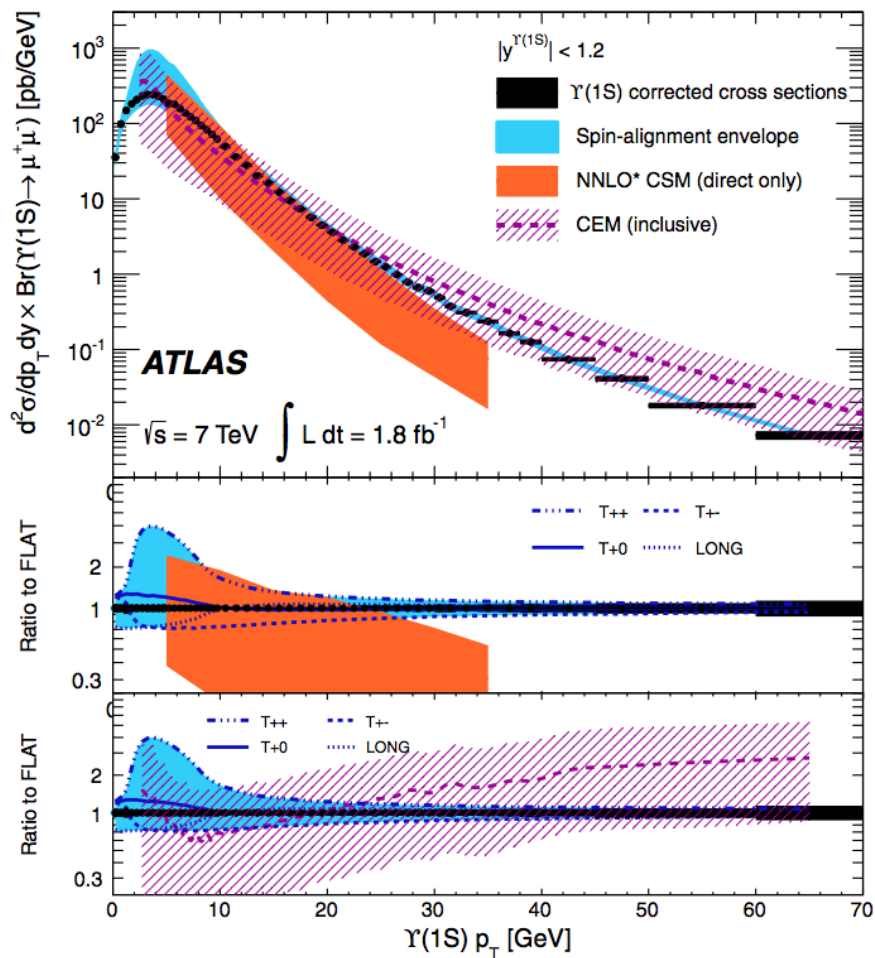 |y^Υ(1S)| < 1.2
Υ(1S) corrected cross sections
Spin-alignment envelope
NNLO* CSM (direct only)
CEM (inclusive)
d²σ/dp_T dy × Br(Υ(1S)→ μ⁺μ⁻) [pb/GeV]
10³
10²
10
1
10⁻¹
10⁻²
ATLAS
√s = 7 TeV ∫ L dt = 1.8 fb⁻¹
Ratio to FLAT
2
1
0.3
T++ T+-
T+0 LONG
Ratio to FLAT
2
1
0.3
T++ T+-
T+0 LONG
0 10 20 30 40 50 60 70
Υ(1S) p_T [GeV]